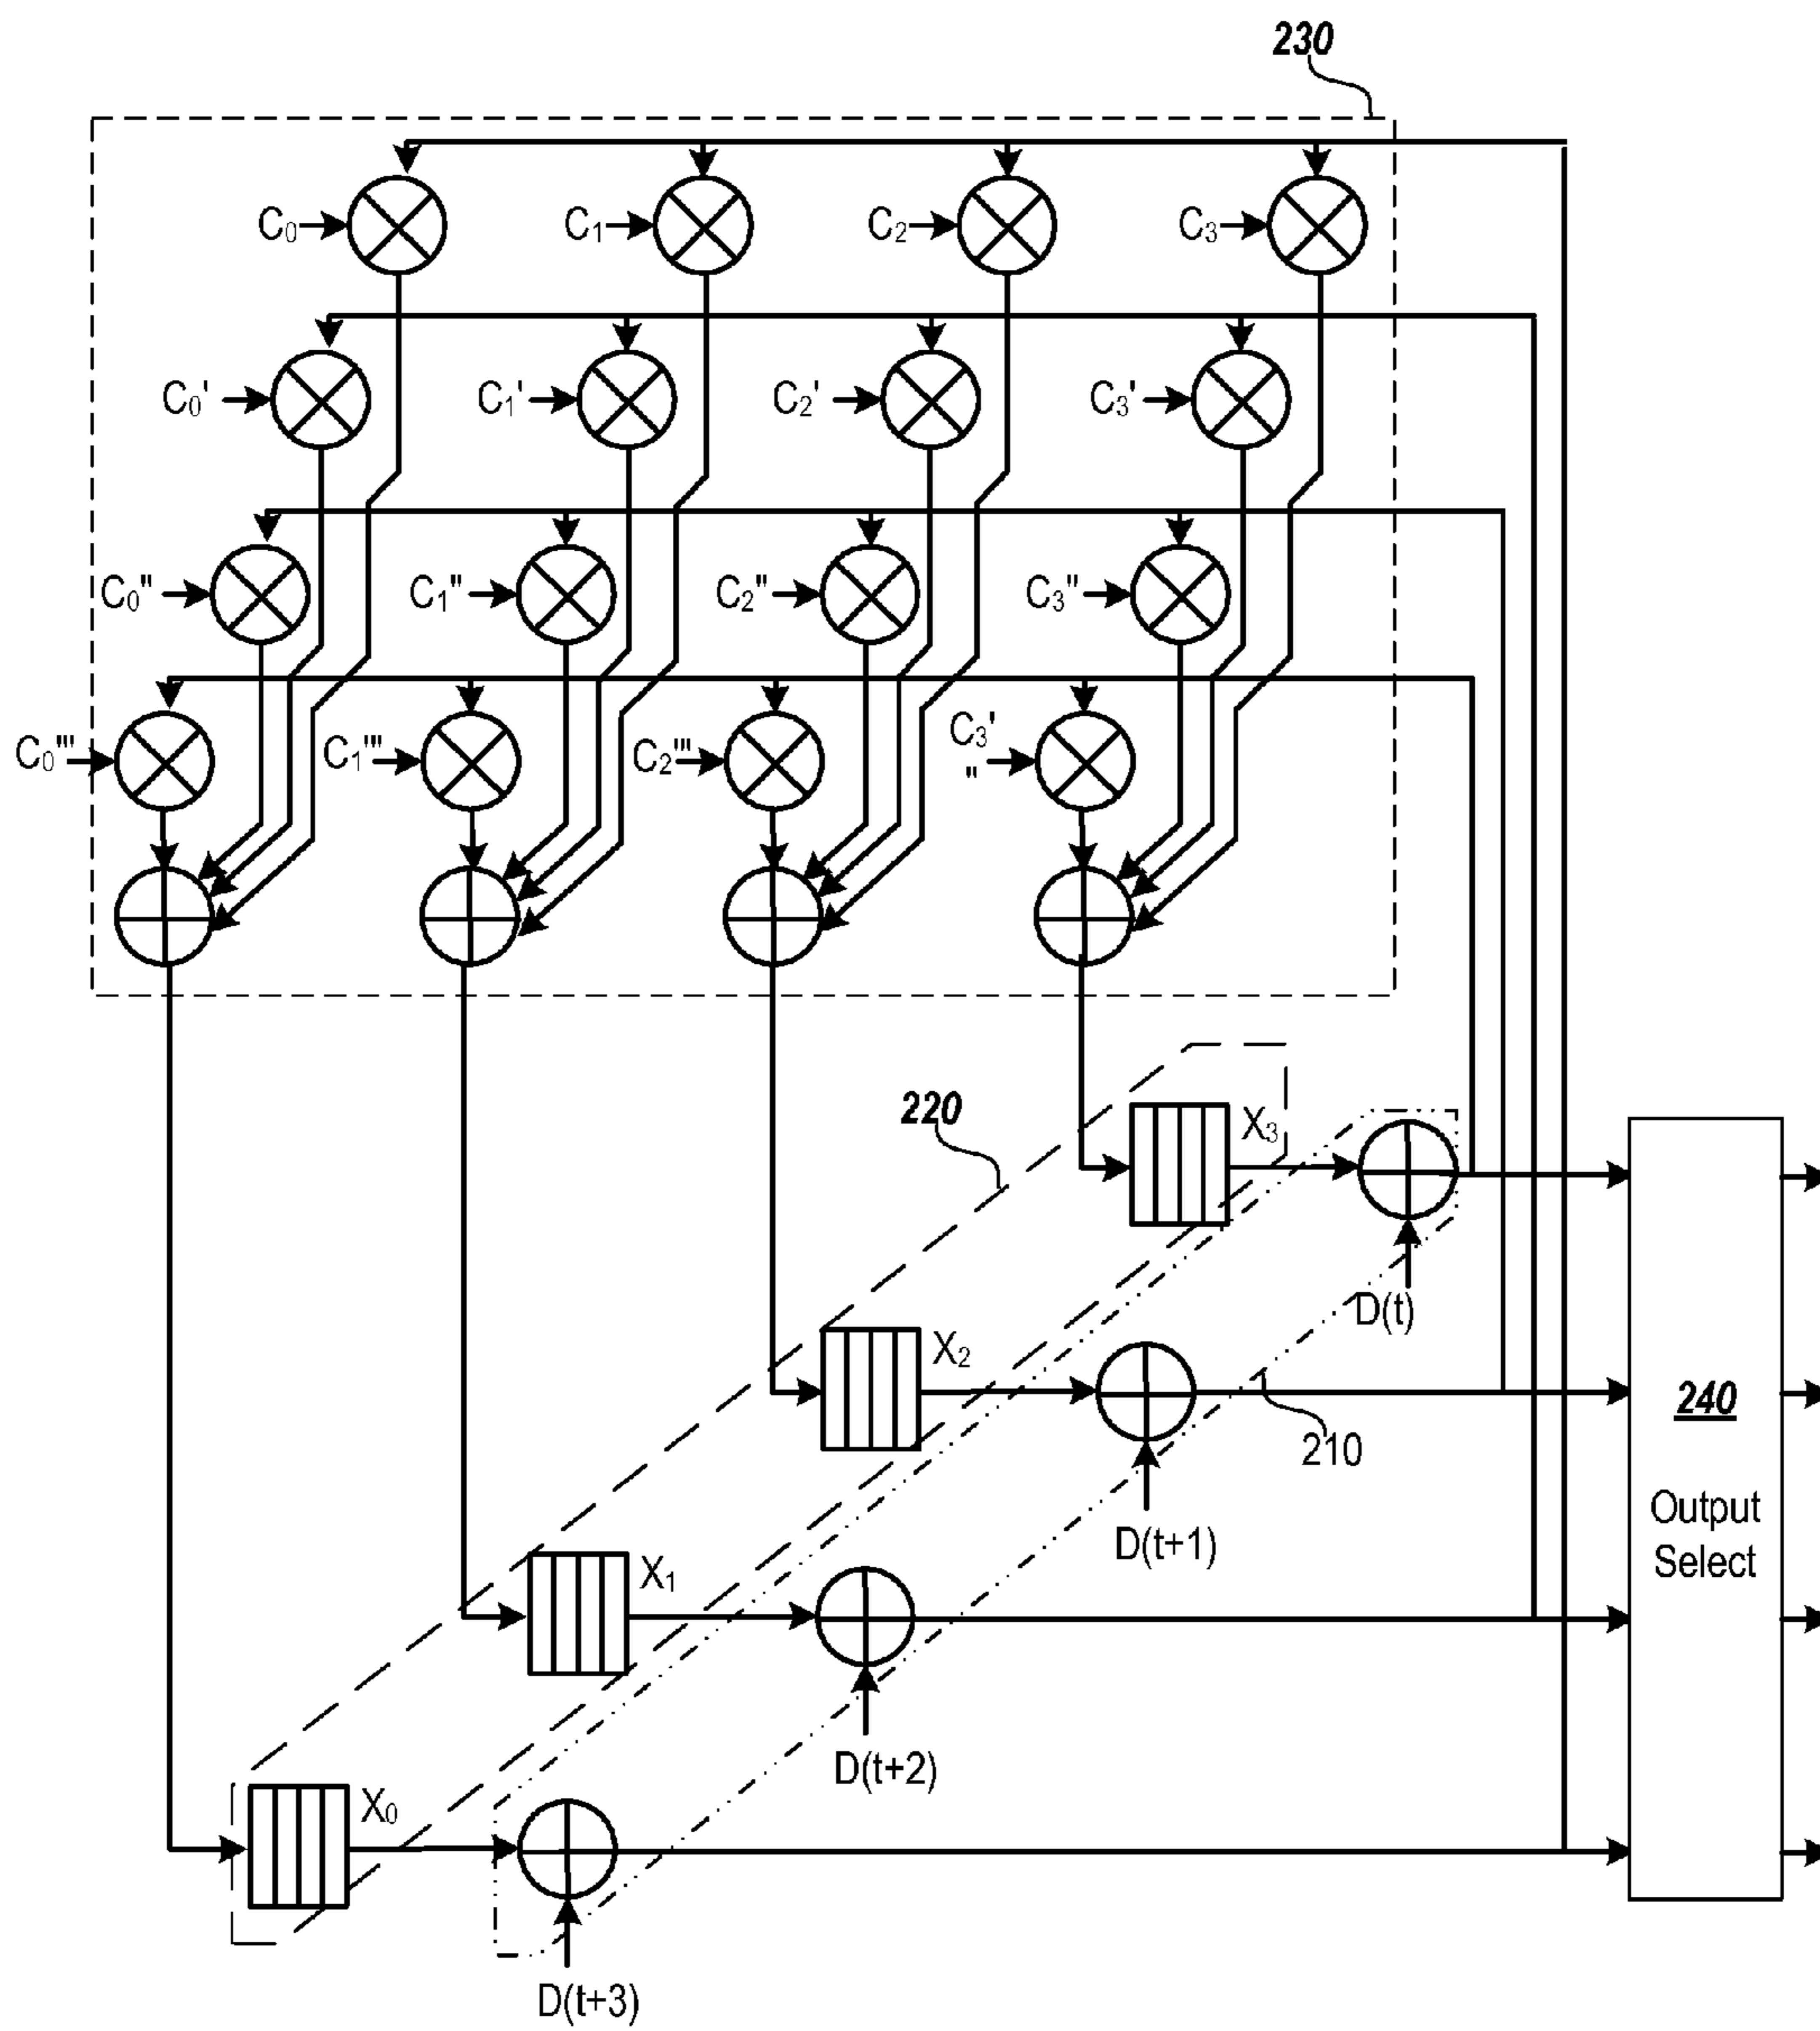 230
C₀ C₁ C₂ C₃
C₀' C₁' C₂' C₃'
C₀" C₁" C₂" C₃"
C₀''' C₁''' C₂''' C₃'
"
220
X₃
D(t)
X₂
210
240
D(t+1)
Output
Select
X₁
D(t+2)
X₀
D(t+3)